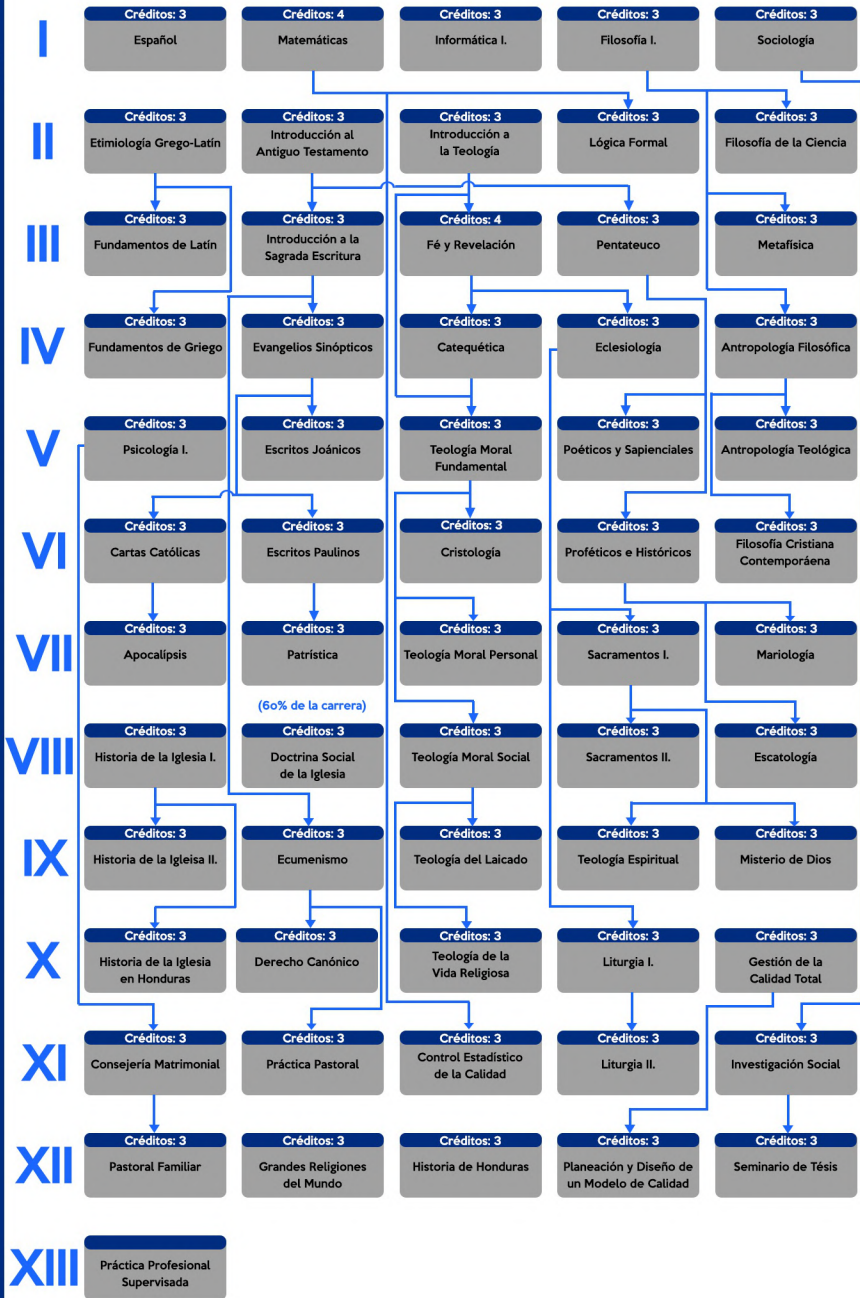 I
Créditos: 3
Español
Créditos: 4
Matemáticas
Créditos: 3
Informática I.
Créditos: 3
Filosofía I.
Créditos: 3
Sociología
II
Créditos: 3
Etimiología Grego-Latín
Créditos: 3
Introducción al
Antiguo Testamento
Créditos: 3
Introducción a
la Teología
Créditos: 3
Lógica Formal
Créditos: 3
Filosofía de la Ciencia
III
Créditos: 3
Fundamentos de Latín
Créditos: 3
Introducción a la
Sagrada Escritura
Créditos: 4
Fé y Revelación
Créditos: 3
Pentateuco
Créditos: 3
Metafísica
IV
Créditos: 3
Fundamentos de Griego
Créditos: 3
Evangelios Sinópticos
Créditos: 3
Catequética
Créditos: 3
Eclesiología
Créditos: 3
Antropología Filosófica
V
Créditos: 3
Psicología I.
Créditos: 3
Escritos Joánicos
Créditos: 3
Teología Moral
Fundamental
Créditos: 3
Poéticos y Sapienciales
Créditos: 3
Antropología Teológica
VI
Créditos: 3
Cartas Católicas
Créditos: 3
Escritos Paulinos
Créditos: 3
Cristología
Créditos: 3
Proféticos e Históricos
Créditos: 3
Filosofía Cristiana
Contemporáena
VII
Créditos: 3
Apocalípsis
Créditos: 3
Patrística
Créditos: 3
Teología Moral Personal
Créditos: 3
Sacramentos I.
Créditos: 3
Mariología
(60% de la carrera)
VIII
Créditos: 3
Historia de la Iglesia I.
Créditos: 3
Doctrina Social
de la Iglesia
Créditos: 3
Teología Moral Social
Créditos: 3
Sacramentos II.
Créditos: 3
Escatología
IX
Créditos: 3
Historia de la Igleisa II.
Créditos: 3
Ecumenismo
Créditos: 3
Teología del Laicado
Créditos: 3
Teología Espiritual
Créditos: 3
Misterio de Dios
X
Créditos: 3
Historia de la Iglesia
en Honduras
Créditos: 3
Derecho Canónico
Créditos: 3
Teología de la
Vida Religiosa
Créditos: 3
Liturgia I.
Créditos: 3
Gestión de la
Calidad Total
XI
Créditos: 3
Consejería Matrimonial
Créditos: 3
Práctica Pastoral
Créditos: 3
Control Estadístico
de la Calidad
Créditos: 3
Liturgia II.
Créditos: 3
Investigación Social
XII
Créditos: 3
Pastoral Familiar
Créditos: 3
Grandes Religiones
del Mundo
Créditos: 3
Historia de Honduras
Créditos: 3
Planeación y Diseño de
un Modelo de Calidad
Créditos: 3
Seminario de Tésis
XIII
Práctica Profesional
Supervisada